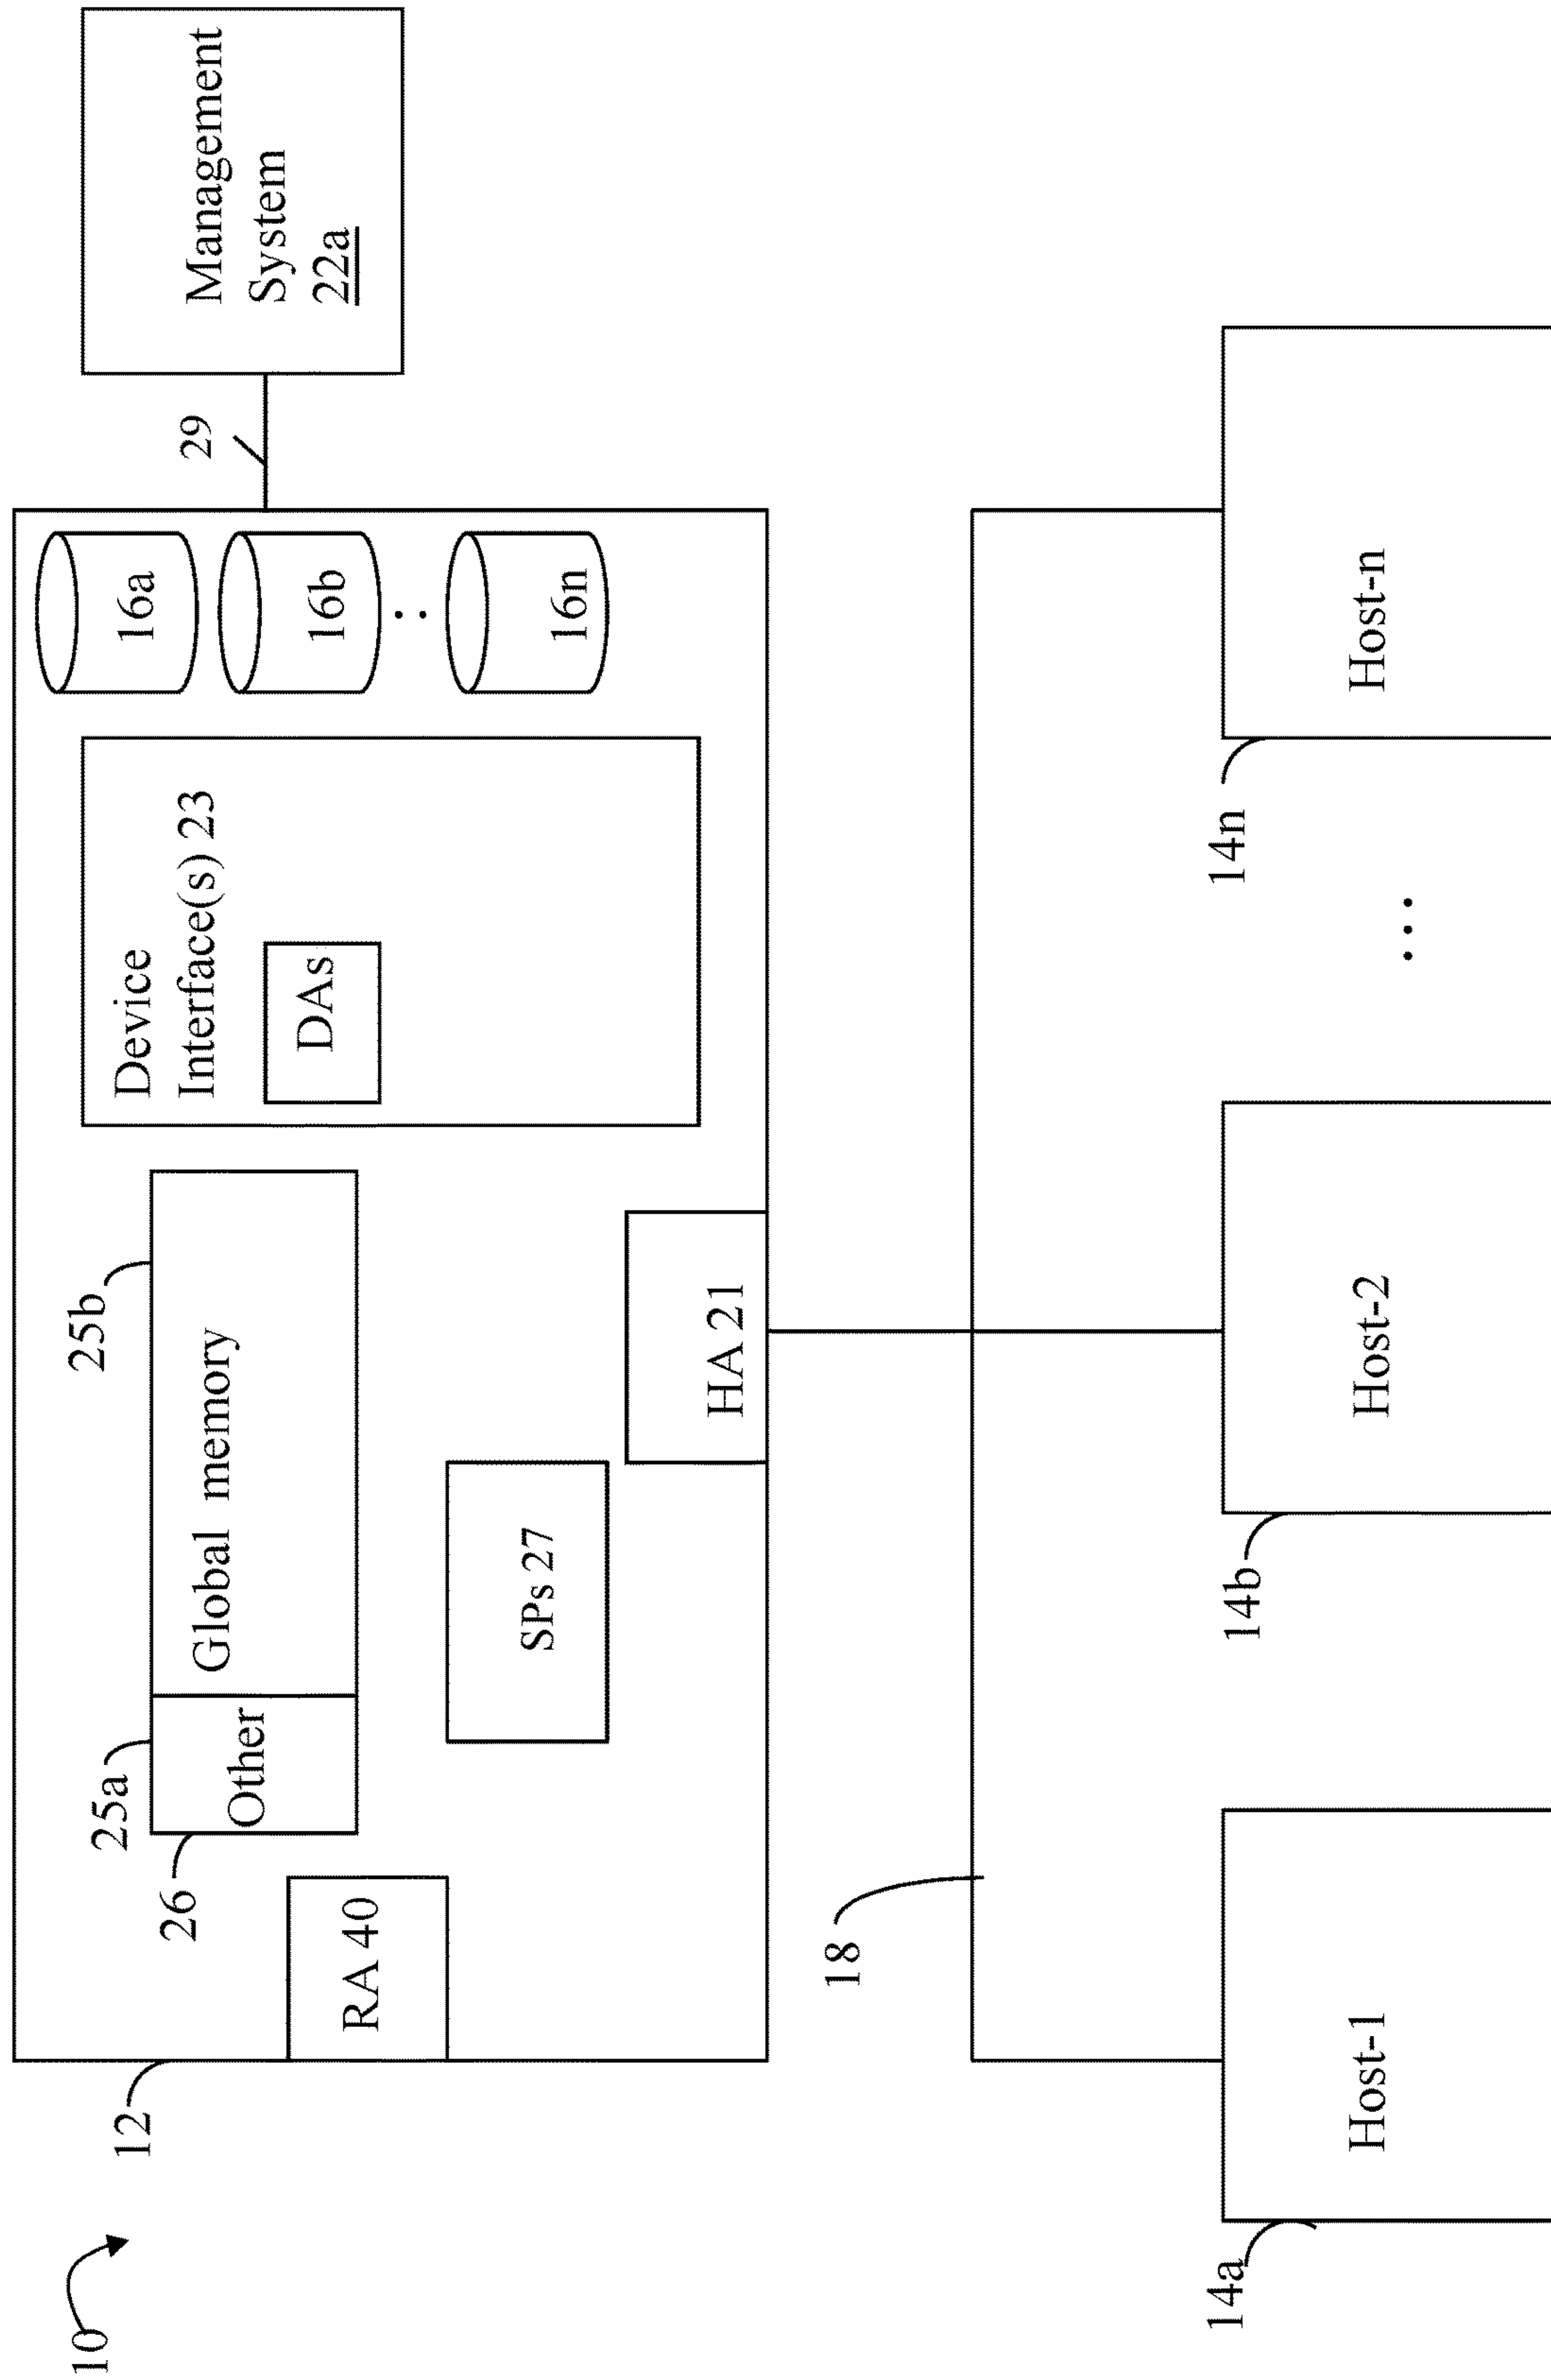 10
12
26
25a
25b
RA 40
Other
Global memory
SPs 27
HA 21
Device
Interface(s) 23
DAs
16a
16b
16n
29
Management
System
22a
18
14a
Host-1
14b
Host-2
...
14n
Host-n